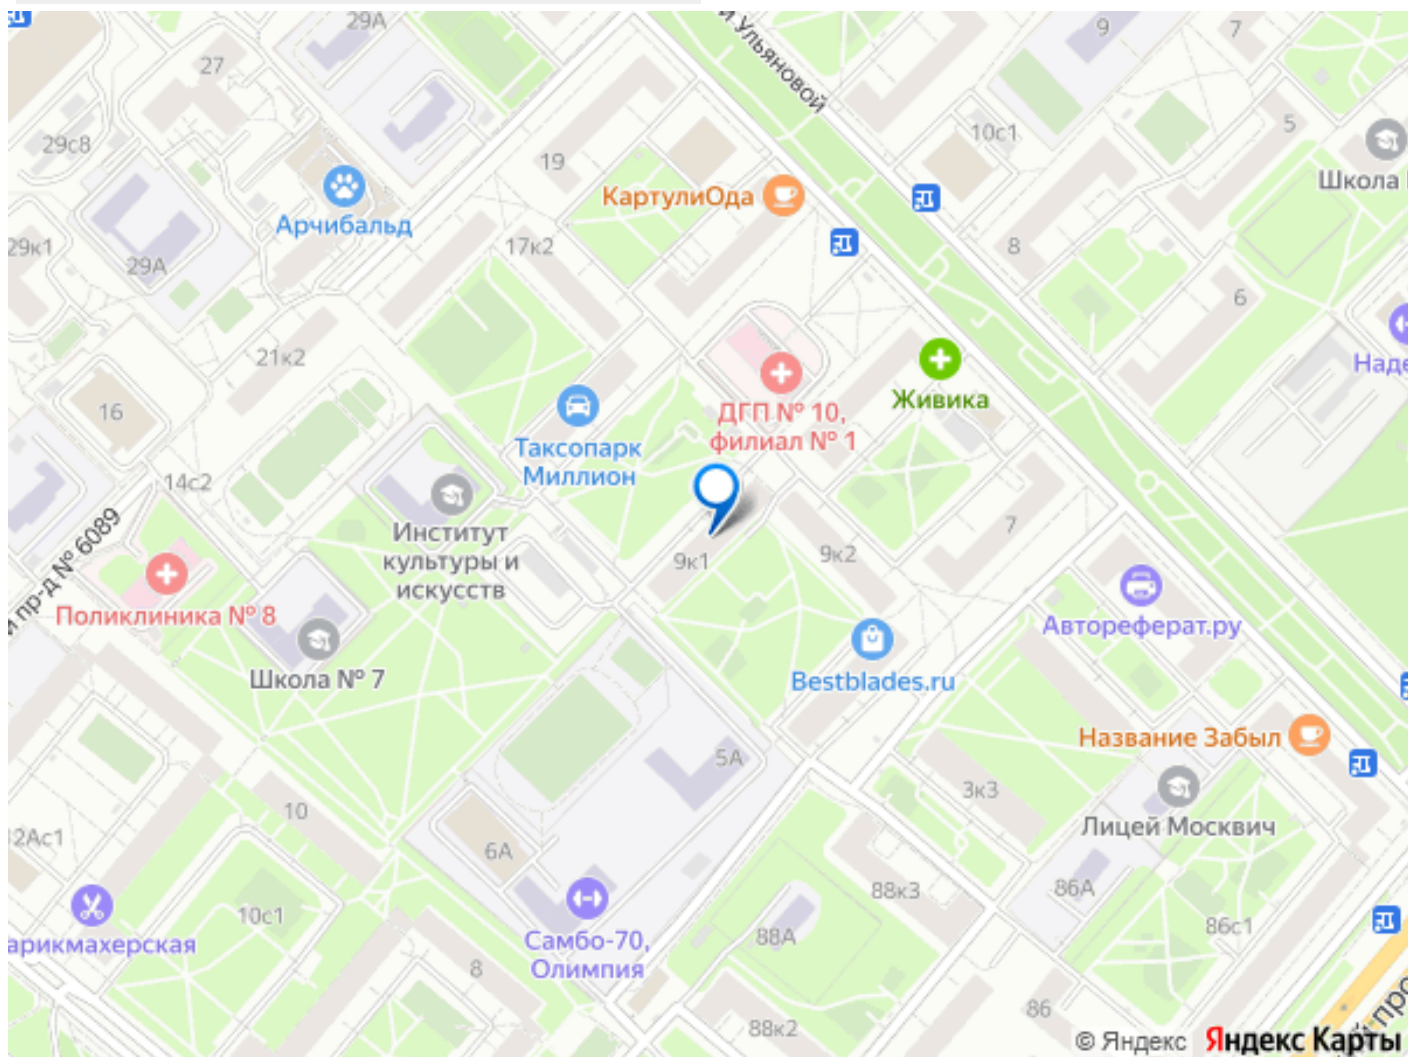 29А
9
7
и Ульяновой
27
29с8
19
10с1
5
Школа
КартулиОда
Арчибальд
29к1
29А
17к2
8
6
21к2
Наде
16
Живика
ДГП № 10,
филиал № 1
Таксопарк
Миллион
14с2
7
Институт
культуры и
искусств
9к1
9к2
й пр-д № 6089
Поликлиника № 8
Автореферат.ру
Школа № 7
Bestblades.ru
5А
Название Забыл
3к3
10
Лицей Москвич
2Ас1
6А
88к3
86А
10с1
86с1
арикмахерская
Самбо-70,
Олимпия
88А
8
86
88к2
й про
© Яндекс Яндекс Карты